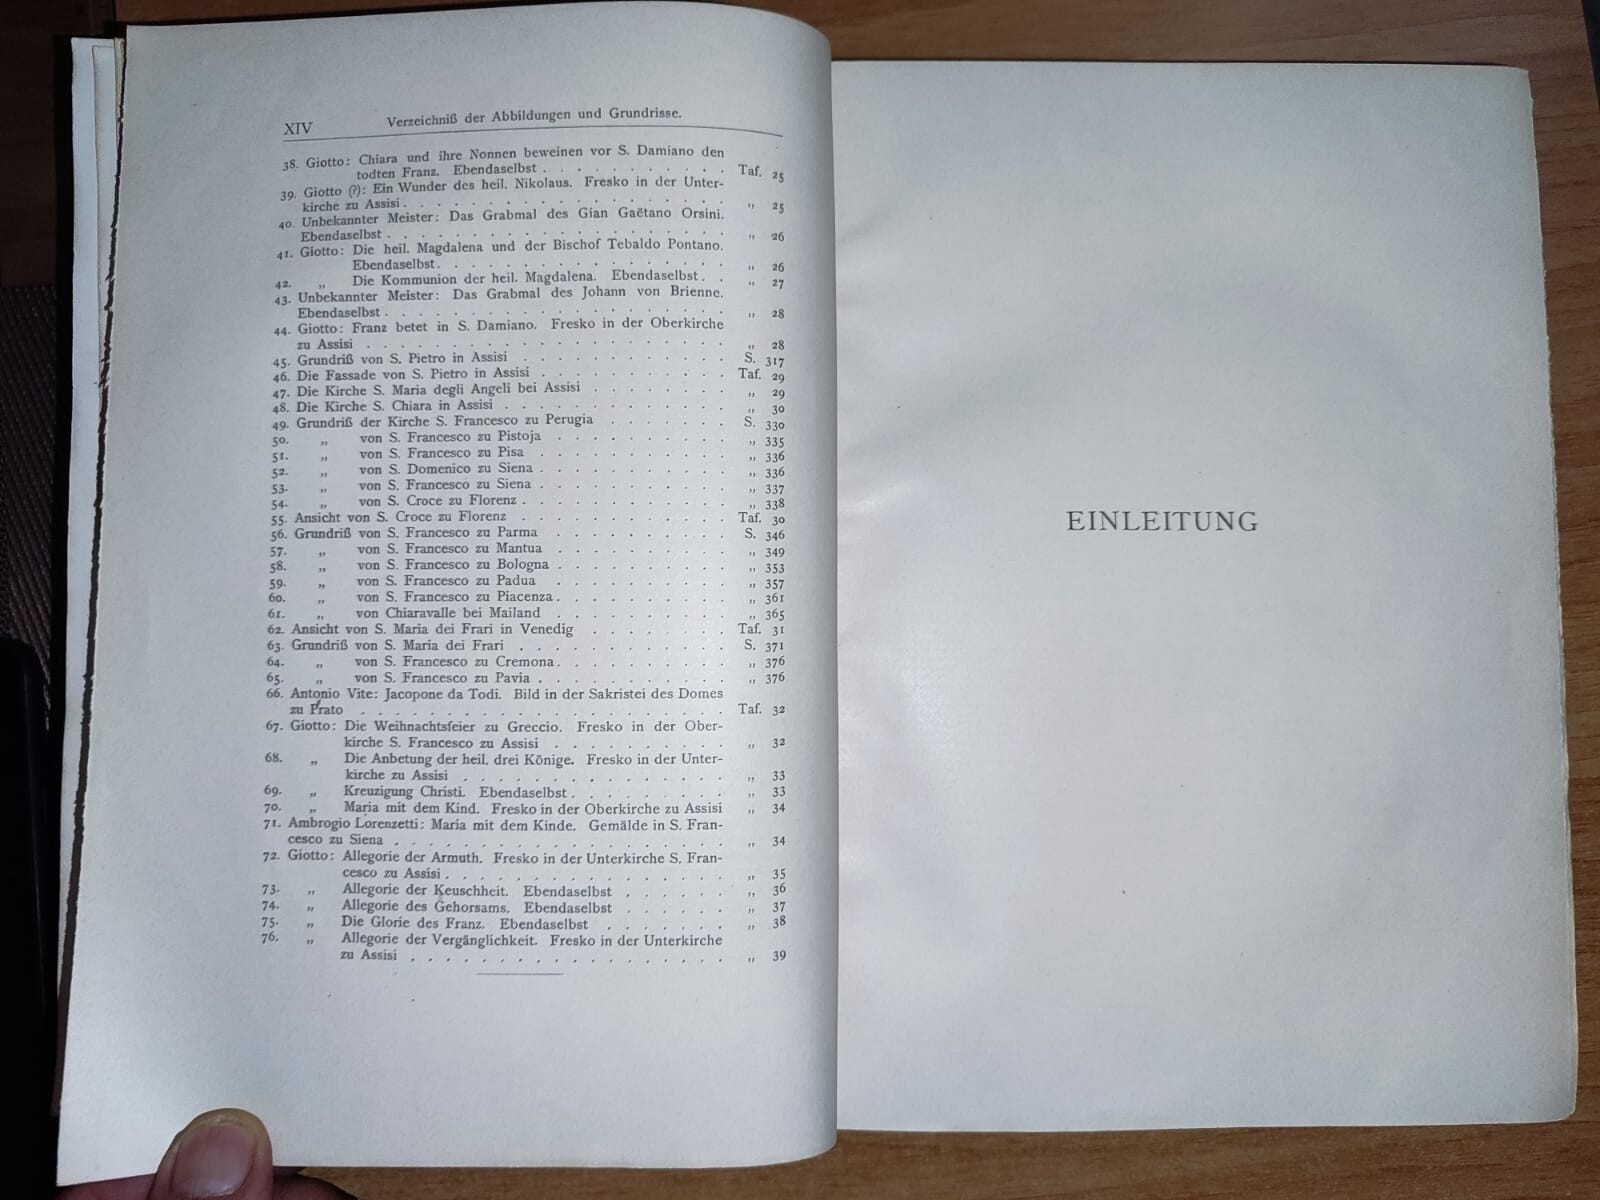 XIV Verzeichniß der Abbildungen und Grundrisse.
38. Giotto: Chiara und ihre Nonnen beweinen vor S. Damiano den
todten Franz. Ebendaselbst . . . . . . . . . . Taf. 25
39. Giotto (?): Ein Wunder des heil. Nikolaus. Fresko in der Unter-
kirche zu Assisi . . . . . . . . . . . . . . . . „ 25
40. Unbekannter Meister: Das Grabmal des Gian Gaëtano Orsini.
Ebendaselbst . . . . . . . . . . . . . . . . . „ 26
41. Giotto: Die heil. Magdalena und der Bischof Tebaldo Pontano.
Ebendaselbst . . . . . . . . . . . . . . „ 26
42. „ Die Kommunion der heil. Magdalena. Ebendaselbst . . „ 27
43. Unbekannter Meister: Das Grabmal des Johann von Brienne.
Ebendaselbst . . . . . . . . . . . . . . . . . „ 28
44. Giotto: Franz betet in S. Damiano. Fresko in der Oberkirche
zu Assisi . . . . . . . . . . . . . . . . . . „ 28
45. Grundriß von S. Pietro in Assisi . . . . . . . . . . S. 317
46. Die Fassade von S. Pietro in Assisi . . . . . . . . . Taf. 29
47. Die Kirche S. Maria degli Angeli bei Assisi . . . . . . „ 29
48. Die Kirche S. Chiara in Assisi . . . . . . . . . . . „ 30
49. Grundriß der Kirche S. Francesco zu Perugia . . . . . . S. 330
50. „ von S. Francesco zu Pistoja . . . . . . . . „ 335
51. „ von S. Francesco zu Pisa . . . . . . . . . „ 336
52. „ von S. Domenico zu Siena . . . . . . . . . „ 336
53. „ von S. Francesco zu Siena . . . . . . . . . „ 337
54. „ von S. Croce zu Florenz . . . . . . . . . . „ 338
55. Ansicht von S. Croce zu Florenz . . . . . . . . . . Taf. 30
56. Grundriß von S. Francesco zu Parma . . . . . . . . . S. 346
57. „ von S. Francesco zu Mantua . . . . . . . . „ 349
58. „ von S. Francesco zu Bologna . . . . . . . . „ 353
59. „ von S. Francesco zu Padua . . . . . . . . . „ 357
60. „ von S. Francesco zu Piacenza . . . . . . . . „ 361
61. „ von Chiaravalle bei Mailand . . . . . . . . „ 365
62. Ansicht von S. Maria dei Frari in Venedig . . . . . . . Taf. 31
63. Grundriß von S. Maria dei Frari . . . . . . . . . . S. 371
64. „ von S. Francesco zu Cremona . . . . . . . . „ 376
65. „ von S. Francesco zu Pavia . . . . . . . . . „ 376
66. Antonio Vite: Jacopone da Todi. Bild in der Sakristei des Domes
zu Prato . . . . . . . . . . . . . . . . . . Taf. 32
67. Giotto: Die Weihnachtsfeier zu Greccio. Fresko in der Ober-
kirche S. Francesco zu Assisi . . . . . . . . . „ 32
68. „ Die Anbetung der heil. drei Könige. Fresko in der Unter-
kirche zu Assisi . . . . . . . . . . . . . . „ 33
69. „ Kreuzigung Christi. Ebendaselbst . . . . . . . . „ 33
70. „ Maria mit dem Kind. Fresko in der Oberkirche zu Assisi „ 34
71. Ambrogio Lorenzetti: Maria mit dem Kinde. Gemälde in S. Fran-
cesco zu Siena . . . . . . . . . . . . . . . . „ 34
72. Giotto: Allegorie der Armuth. Fresko in der Unterkirche S. Fran-
cesco zu Assisi . . . . . . . . . . . . . . „ 35
73. „ Allegorie der Keuschheit. Ebendaselbst . . . . . . „ 36
74. „ Allegorie des Gehorsams. Ebendaselbst . . . . . . „ 37
75. „ Die Glorie des Franz. Ebendaselbst . . . . . . . „ 38
76. „ Allegorie der Vergänglichkeit. Fresko in der Unterkirche
zu Assisi . . . . . . . . . . . . . . . . „ 39
EINLEITUNG